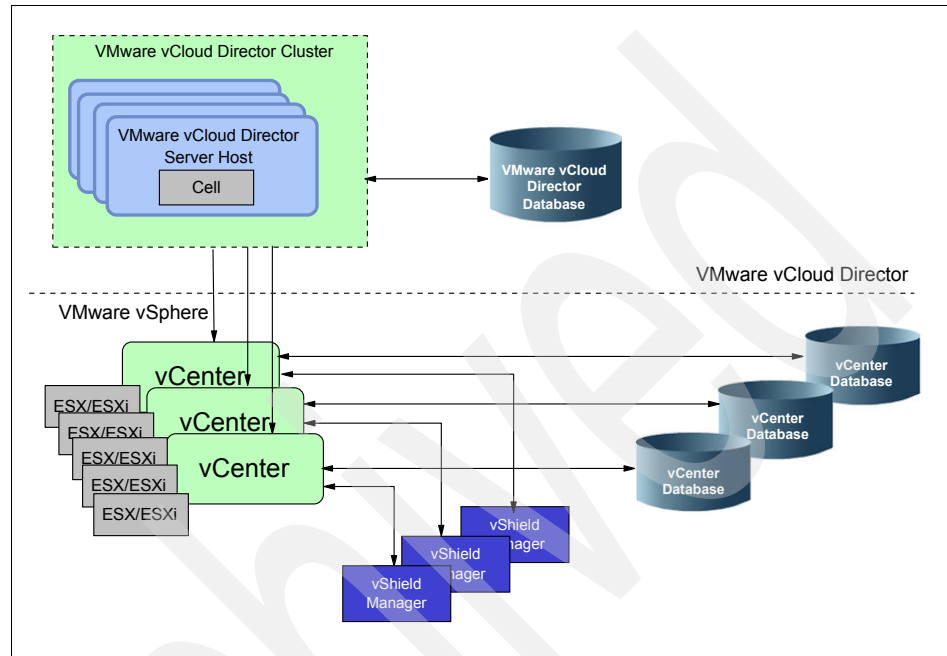 VMware vCloud Director Cluster
VMware vCloud Director
Server Host
Cell
VMware vCloud
Director
Database
VMware vCloud Director
VMware vSphere
vCenter
vCenter
vCenter
ESX/ESXi
ESX/ESXi
ESX/ESXi
ESX/ESXi
ESX/ESXi
vCenter
Database
vCenter
Database
vCenter
Database
vShield
vShield
vShield
Manager